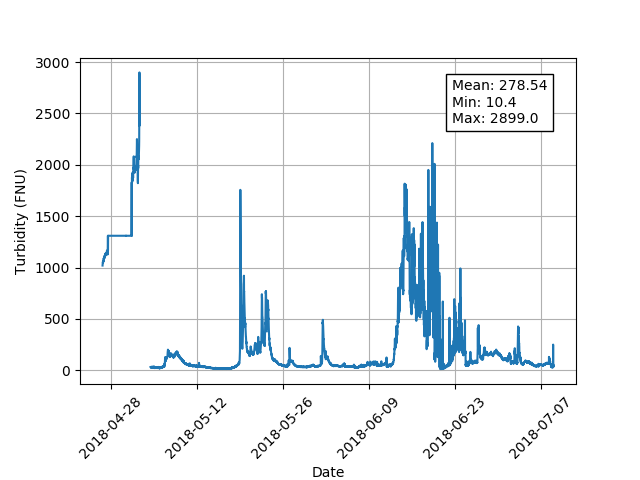 3000
2500
2000
1500
1000
500
0
Turbidity (FNU)
Mean: 278.54
Min: 10.4
Max: 2899.0
2018-04-28
2018-05-12
2018-05-26
2018-06-09
2018-06-23
2018-07-07
Date